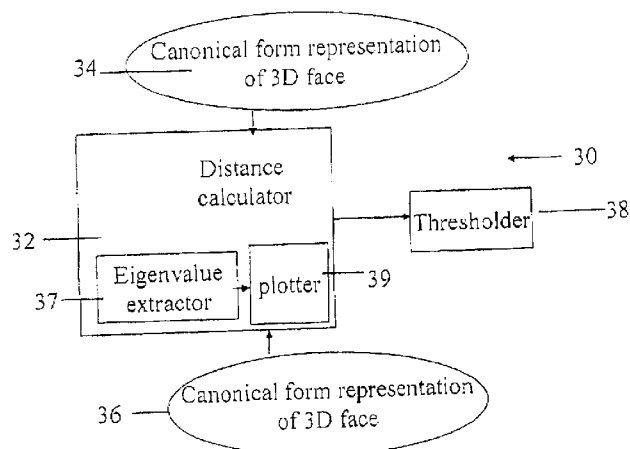 34
Canonical form representation
of 3D face
Distance
calculator
30
Thresholder
38
32
37
Eigenvalue
extractor
plotter
39
36
Canonical form representation
of 3D face